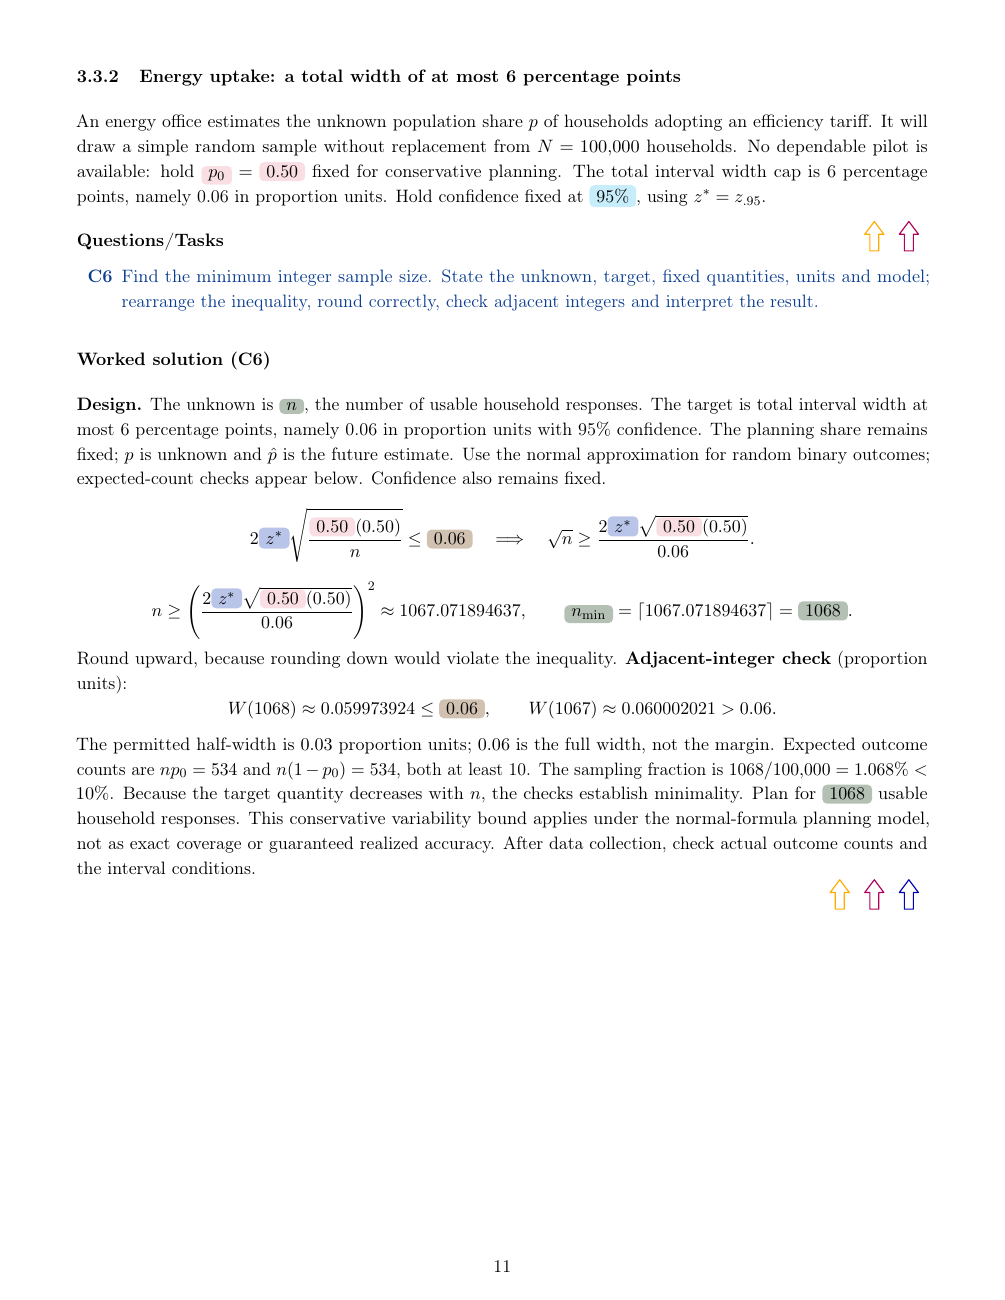 3.3.2 Energy uptake: a total width of at most 6 percentage points
An energy office estimates the unknown population share p of households adopting an efficiency tariff. It will
draw a simple random sample without replacement from N = 100,000 households. No dependable pilot is
available: hold p₀ = 0.50 fixed for conservative planning. The total interval width cap is 6 percentage
points, namely 0.06 in proportion units. Hold confidence fixed at 95%, using z* = z.₉₅.
Questions/Tasks
C6 Find the minimum integer sample size. State the unknown, target, fixed quantities, units and model;
rearrange the inequality, round correctly, check adjacent integers and interpret the result.
Worked solution (C6)
Design. The unknown is n, the number of usable household responses. The target is total interval width at
most 6 percentage points, namely 0.06 in proportion units with 95% confidence. The planning share remains
fixed; p is unknown and p̂ is the future estimate. Use the normal approximation for random binary outcomes;
expected-count checks appear below. Confidence also remains fixed.
2 z* √(0.50 (0.50) / n) ≤ 0.06 ⟹ √n ≥ 2 z* √(0.50 (0.50)) / 0.06.
n ≥ (2 z* √(0.50 (0.50)) / 0.06)² ≈ 1067.071894637, n_min = ⌈1067.071894637⌉ = 1068.
Round upward, because rounding down would violate the inequality. Adjacent-integer check (proportion
units):
W(1068) ≈ 0.059973924 ≤ 0.06, W(1067) ≈ 0.060002021 > 0.06.
The permitted half-width is 0.03 proportion units; 0.06 is the full width, not the margin. Expected outcome
counts are np₀ = 534 and n(1 − p₀) = 534, both at least 10. The sampling fraction is 1068/100,000 = 1.068% <
10%. Because the target quantity decreases with n, the checks establish minimality. Plan for 1068 usable
household responses. This conservative variability bound applies under the normal-formula planning model,
not as exact coverage or guaranteed realized accuracy. After data collection, check actual outcome counts and
the interval conditions.
11